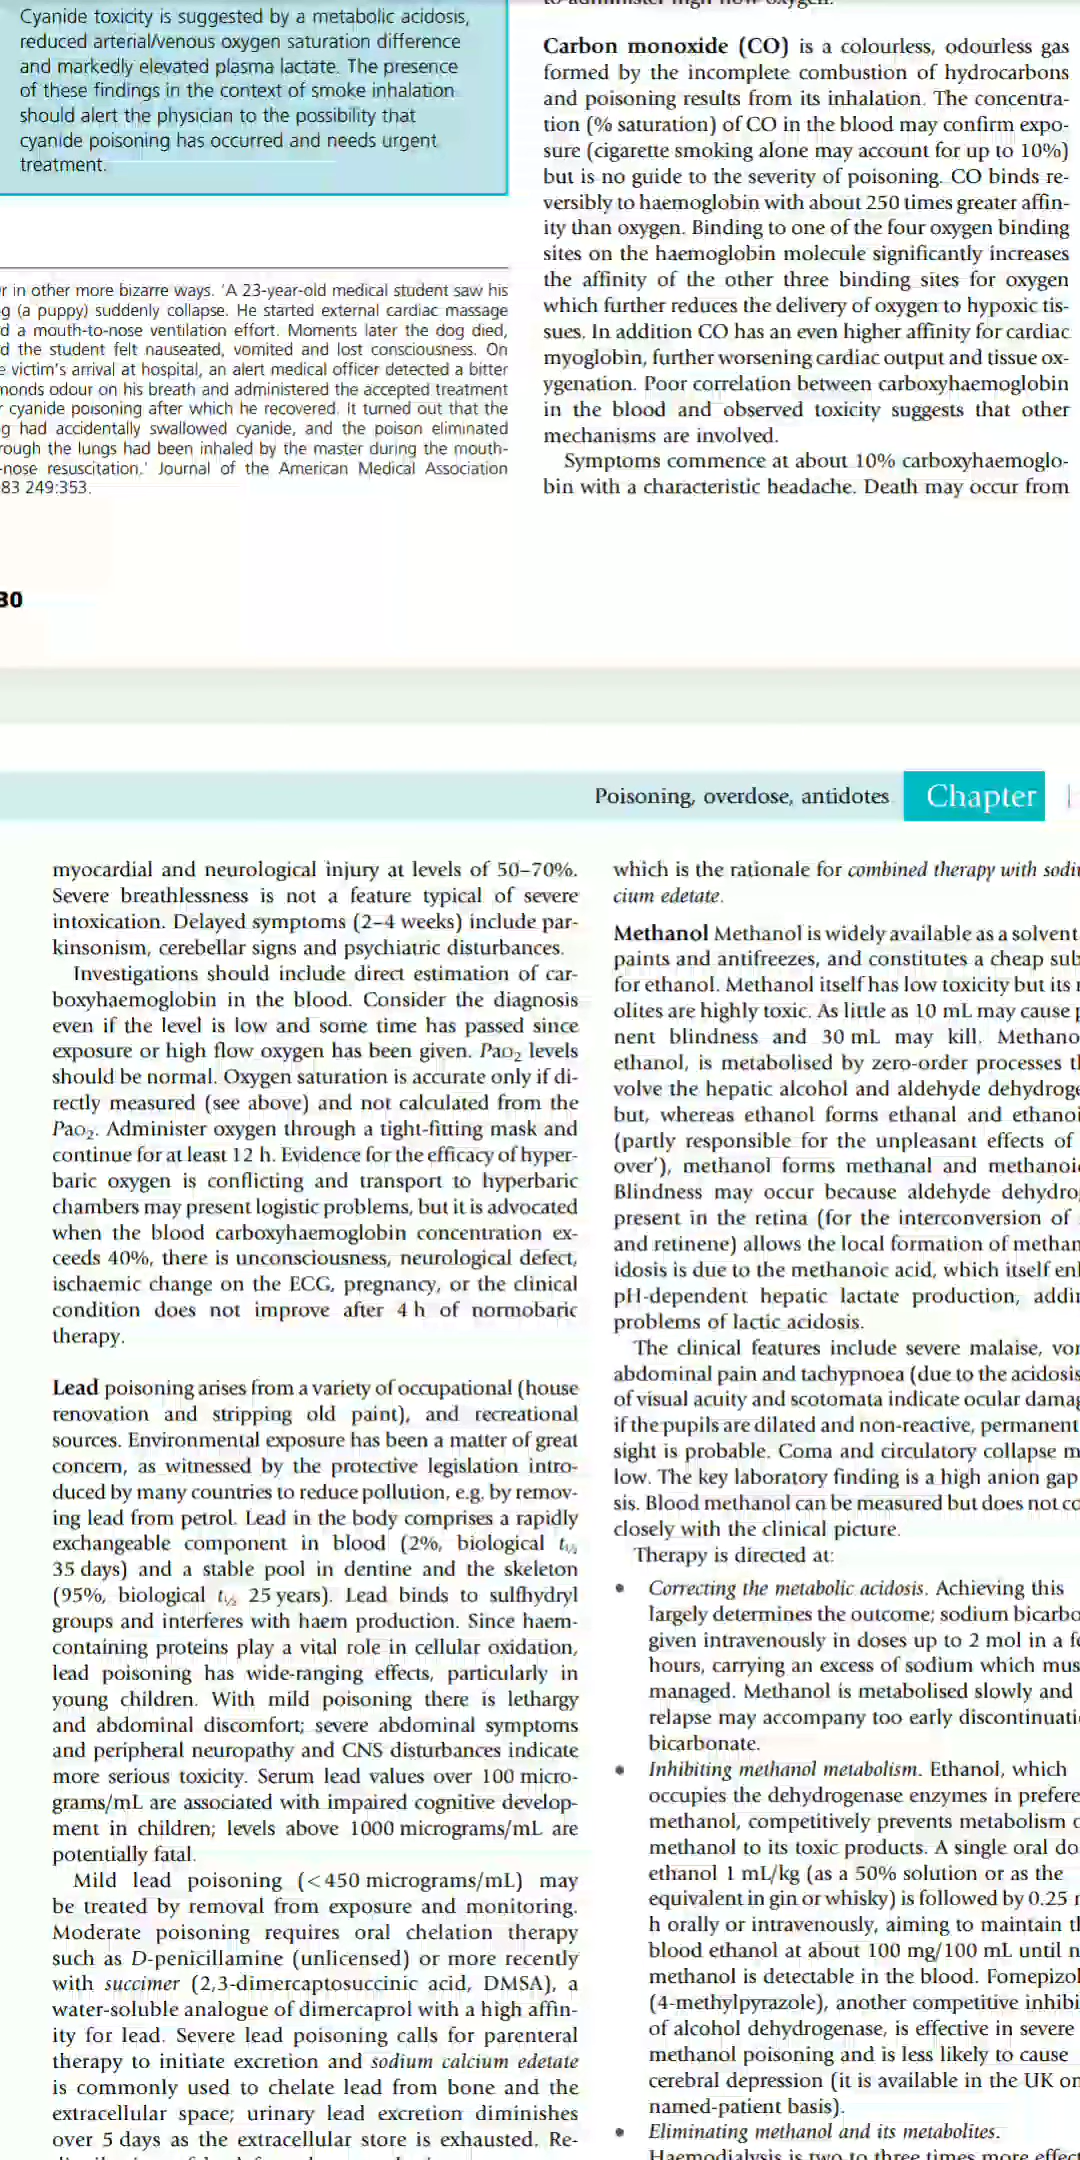 Cyanide toxicity is suggested by a metabolic acidosis,
reduced arterial/venous oxygen saturation difference
and markedly elevated plasma lactate. The presence
of these findings in the context of smoke inhalation
should alert the physician to the possibility that
cyanide poisoning has occurred and needs urgent
treatment.
in other more bizarre ways. 'A 23-year-old medical student saw his
(a puppy) suddenly collapse. He started external cardiac massage
a mouth-to-nose ventilation effort. Moments later the dog died,
the student felt nauseated, vomited and lost consciousness. On
victim's arrival at hospital, an alert medical officer detected a bitter
odour on his breath and administered the accepted treatment
cyanide poisoning after which he recovered. It turned out that the
had accidentally swallowed cyanide, and the poison eliminated
the lungs had been inhaled by the master during the mouth-
-nose resuscitation.' Journal of the American Medical Association
83 249:353.
30
to administer high flow oxygen.
Carbon monoxide (CO) is a colourless, odourless gas
formed by the incomplete combustion of hydrocarbons
and poisoning results from its inhalation. The concentra-
tion (% saturation) of CO in the blood may confirm expo-
sure (cigarette smoking alone may account for up to 10%)
but is no guide to the severity of poisoning. CO binds re-
versibly to haemoglobin with about 250 times greater affin-
ity than oxygen. Binding to one of the four oxygen binding
sites on the haemoglobin molecule significantly increases
the affinity of the other three binding sites for oxygen
which further reduces the delivery of oxygen to hypoxic tis-
sues. In addition CO has an even higher affinity for cardiac
myoglobin, further worsening cardiac output and tissue ox-
ygenation. Poor correlation between carboxyhaemoglobin
in the blood and observed toxicity suggests that other
mechanisms are involved.
Symptoms commence at about 10% carboxyhaemoglo-
bin with a characteristic headache. Death may occur from
Poisoning, overdose, antidotes Chapter
myocardial and neurological injury at levels of 50–70%.
Severe breathlessness is not a feature typical of severe
intoxication. Delayed symptoms (2–4 weeks) include par-
kinsonism, cerebellar signs and psychiatric disturbances.
Investigations should include direct estimation of car-
boxyhaemoglobin in the blood. Consider the diagnosis
even if the level is low and some time has passed since
exposure or high flow oxygen has been given. Pao₂ levels
should be normal. Oxygen saturation is accurate only if di-
rectly measured (see above) and not calculated from the
Pao₂. Administer oxygen through a tight-fitting mask and
continue for at least 12 h. Evidence for the efficacy of hyper-
baric oxygen is conflicting and transport to hyperbaric
chambers may present logistic problems, but it is advocated
when the blood carboxyhaemoglobin concentration ex-
ceeds 40%, there is unconsciousness, neurological defect,
ischaemic change on the ECG, pregnancy, or the clinical
condition does not improve after 4 h of normobaric
therapy.
Lead poisoning arises from a variety of occupational (house
renovation and stripping old paint), and recreational
sources. Environmental exposure has been a matter of great
concern, as witnessed by the protective legislation intro-
duced by many countries to reduce pollution, e.g. by remov-
ing lead from petrol. Lead in the body comprises a rapidly
exchangeable component in blood (2%, biological t½
35 days) and a stable pool in dentine and the skeleton
(95%, biological t½ 25 years). Lead binds to sulfhydryl
groups and interferes with haem production. Since haem-
containing proteins play a vital role in cellular oxidation,
lead poisoning has wide-ranging effects, particularly in
young children. With mild poisoning there is lethargy
and abdominal discomfort; severe abdominal symptoms
and peripheral neuropathy and CNS disturbances indicate
more serious toxicity. Serum lead values over 100 micro-
grams/mL are associated with impaired cognitive develop-
ment in children; levels above 1000 micrograms/mL are
potentially fatal.
Mild lead poisoning (<450 micrograms/mL) may
be treated by removal from exposure and monitoring.
Moderate poisoning requires oral chelation therapy
such as D-penicillamine (unlicensed) or more recently
with succimer (2,3-dimercaptosuccinic acid, DMSA), a
water-soluble analogue of dimercaprol with a high affin-
ity for lead. Severe lead poisoning calls for parenteral
therapy to initiate excretion and sodium calcium edetate
is commonly used to chelate lead from bone and the
extracellular space; urinary lead excretion diminishes
over 5 days as the extracellular store is exhausted. Re-
which is the rationale for combined therapy with sodi
cium edetate.
Methanol Methanol is widely available as a solvent
paints and antifreezes, and constitutes a cheap sub
for ethanol. Methanol itself has low toxicity but its
olites are highly toxic. As little as 10 mL may cause
nent blindness and 30 mL may kill. Methano
ethanol, is metabolised by zero-order processes th
volve the hepatic alcohol and aldehyde dehydroge
but, whereas ethanol forms ethanal and ethanoi
(partly responsible for the unpleasant effects of
over'), methanol forms methanal and methanoi
Blindness may occur because aldehyde dehydro
present in the retina (for the interconversion of
and retinene) allows the local formation of methan
idosis is due to the methanoic acid, which itself enh
pH-dependent hepatic lactate production, addin
problems of lactic acidosis.
The clinical features include severe malaise, vom
abdominal pain and tachypnoea (due to the acidosis
of visual acuity and scotomata indicate ocular damag
if the pupils are dilated and non-reactive, permanent
sight is probable. Coma and circulatory collapse m
low. The key laboratory finding is a high anion gap
sis. Blood methanol can be measured but does not co
closely with the clinical picture.
Therapy is directed at:
• Correcting the metabolic acidosis. Achieving this
largely determines the outcome; sodium bicarbo
given intravenously in doses up to 2 mol in a f
hours, carrying an excess of sodium which mus
managed. Methanol is metabolised slowly and
relapse may accompany too early discontinuati
bicarbonate.
• Inhibiting methanol metabolism. Ethanol, which
occupies the dehydrogenase enzymes in prefere
methanol, competitively prevents metabolism o
methanol to its toxic products. A single oral do
ethanol 1 mL/kg (as a 50% solution or as the
equivalent in gin or whisky) is followed by 0.25
h orally or intravenously, aiming to maintain th
blood ethanol at about 100 mg/100 mL until n
methanol is detectable in the blood. Fomepizol
(4-methylpyrazole), another competitive inhibi
of alcohol dehydrogenase, is effective in severe
methanol poisoning and is less likely to cause
cerebral depression (it is available in the UK on
named-patient basis).
• Eliminating methanol and its metabolites.
Haemodialysis is two to three times more effect